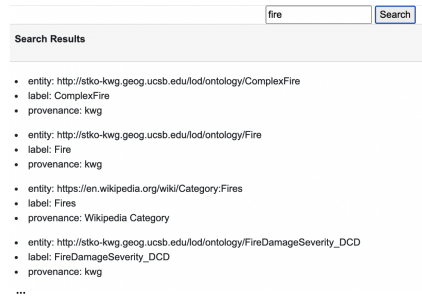 fire Search
Search Results
• entity: http://stko-kwg.geog.ucsb.edu/lod/ontology/ComplexFire
• label: ComplexFire
• provenance: kwg
• entity: http://stko-kwg.geog.ucsb.edu/lod/ontology/Fire
• label: Fire
• provenance: kwg
• entity: https://en.wikipedia.org/wiki/Category:Fires
• label: Fires
• provenance: Wikipedia Category
• entity: http://stko-kwg.geog.ucsb.edu/lod/ontology/FireDamageSeverity_DCD
• label: FireDamageSeverity_DCD
• provenance: kwg
...